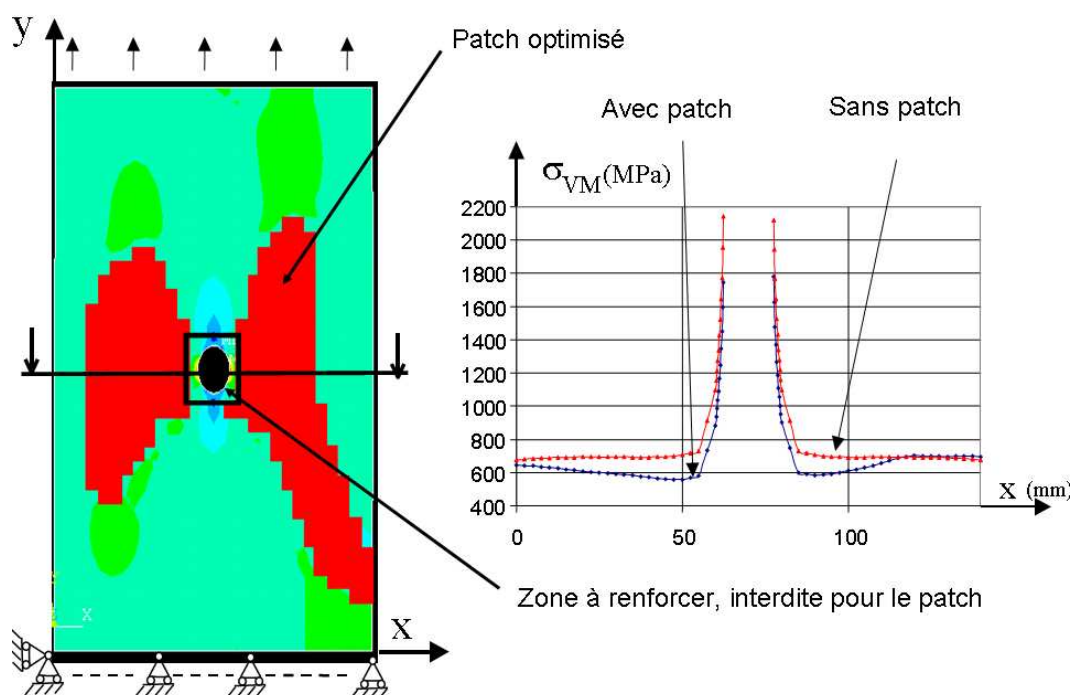 y
Patch optimisé
Avec patch
Sans patch
σVM(MPa)
2200
2000
1800
1600
1400
1200
1000
800
600
400
x (mm)
0
50
100
Zone à renforcer, interdite pour le patch
X
X